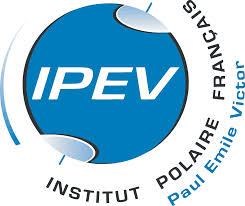 IPEV
INSTITUT POLAIRE FRANÇAIS
Paul Emile Victor